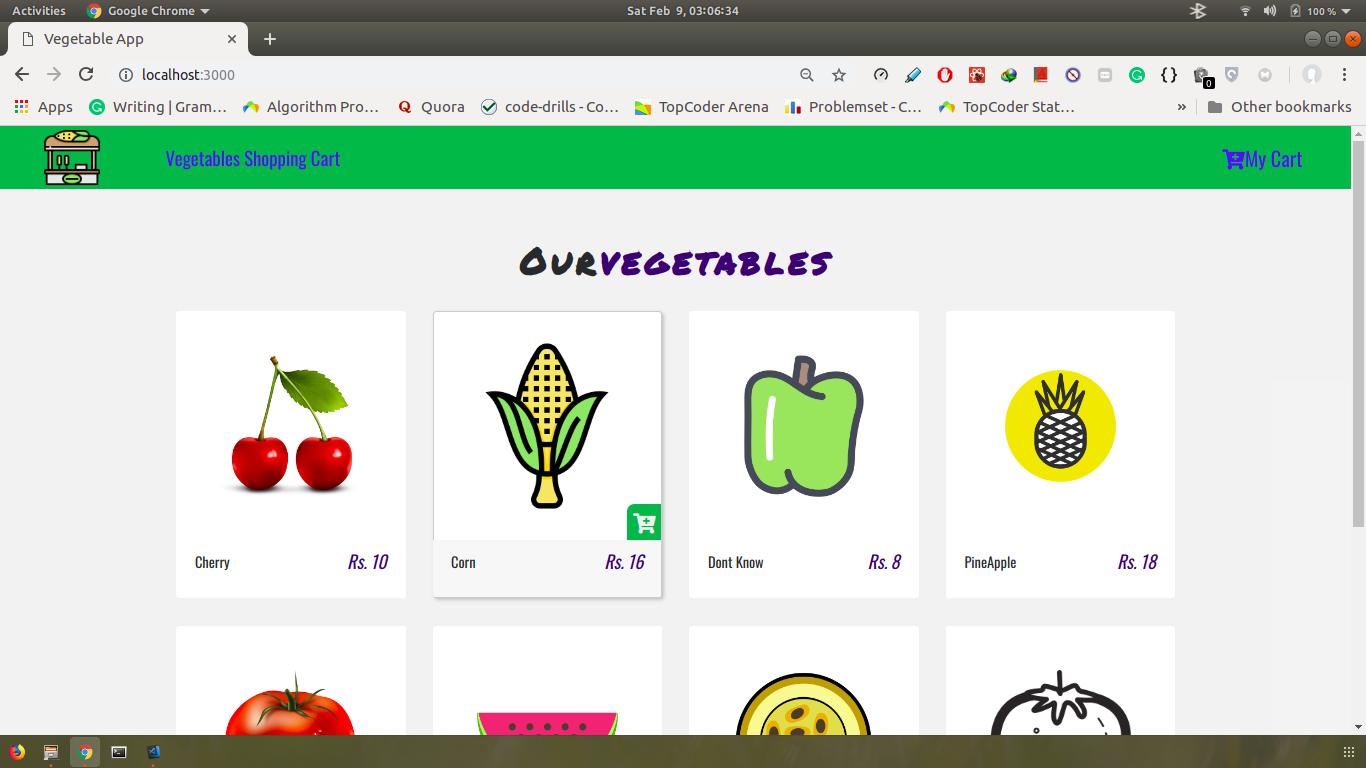 Activities Google Chrome Sat Feb 9, 03:06:34 100 %
Vegetable App
localhost:3000 0
Apps Writing | Gram… Algorithm Pro… Quora code-drills - Co… TopCoder Arena Problemset - C… TopCoder Stat… » Other bookmarks
Vegetables Shopping Cart My Cart
OurVEGETABLES
Cherry Rs. 10 Corn Rs. 16 Dont Know Rs. 8 PineApple Rs. 18